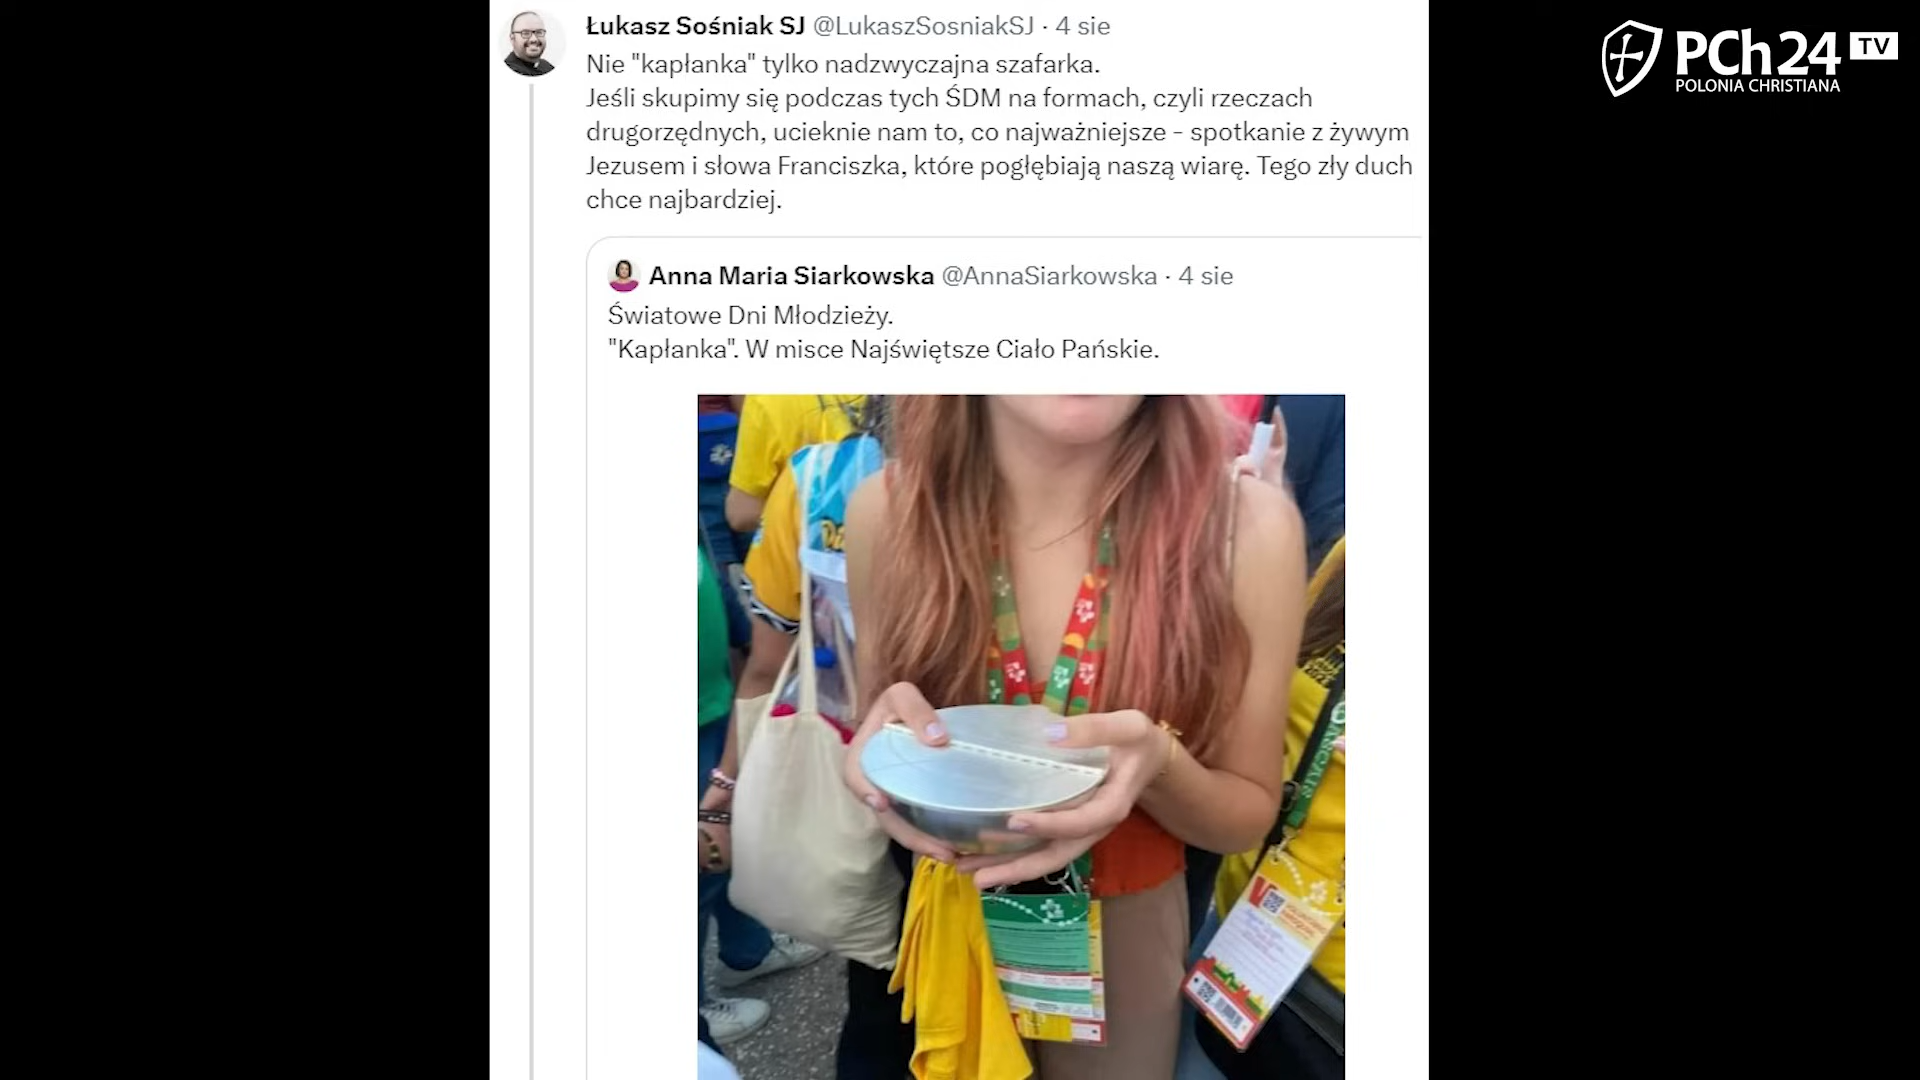 Łukasz Sośniak SJ @LukaszSosniakSJ · 4 sie
Nie "kapłanka" tylko nadzwyczajna szafarka.
Jeśli skupimy się podczas tych ŚDM na formach, czyli rzeczach
drugorzędnych, ucieknie nam to, co najważniejsze - spotkanie z żywym
Jezusem i słowa Franciszka, które pogłębiają naszą wiarę. Tego zły duch
chce najbardziej.
Anna Maria Siarkowska @AnnaSiarkowska · 4 sie
Światowe Dni Młodzieży.
"Kapłanka". W misce Najświętsze Ciało Pańskie.
PCh24 TV
POLONIA CHRISTIANA